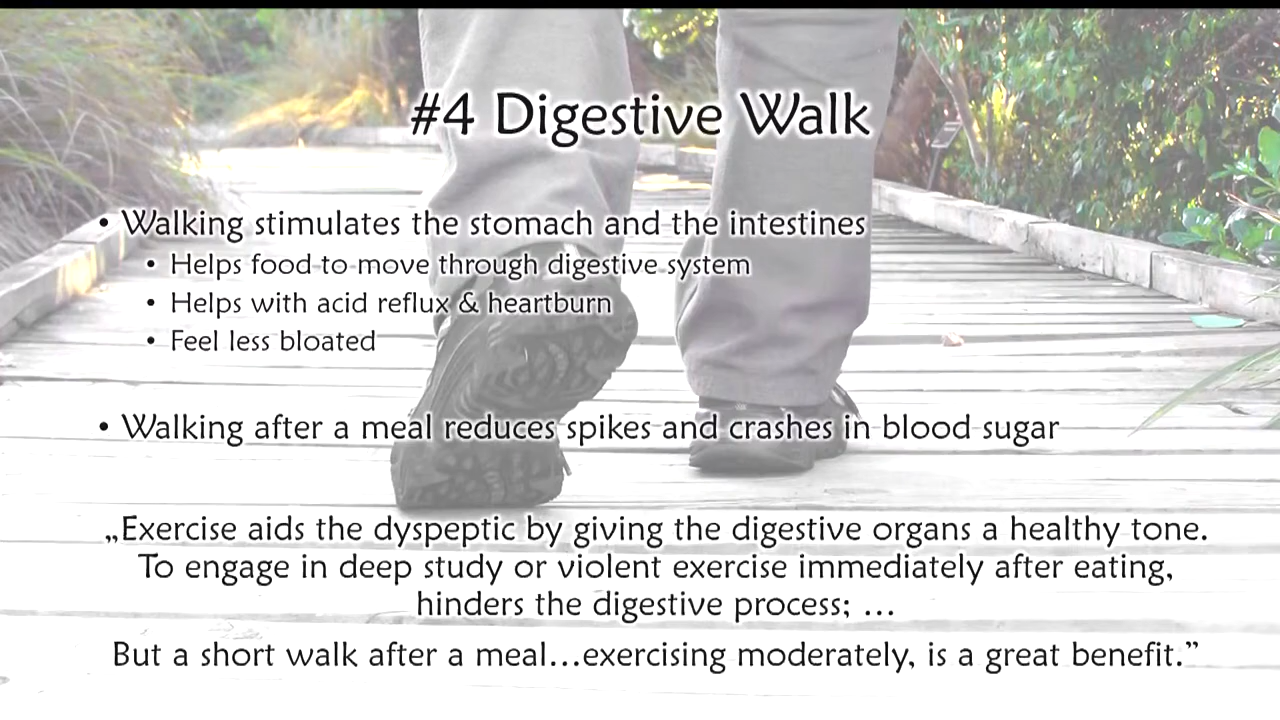 #4 Digestive Walk
• Walking stimulates the stomach and the intestines
• Helps food to move through digestive system
• Helps with acid reflux & heartburn
• Feel less bloated
• Walking after a meal reduces spikes and crashes in blood sugar
„Exercise aids the dyspeptic by giving the digestive organs a healthy tone.
To engage in deep study or violent exercise immediately after eating,
hinders the digestive process; …
But a short walk after a meal…exercising moderately, is a great benefit.”